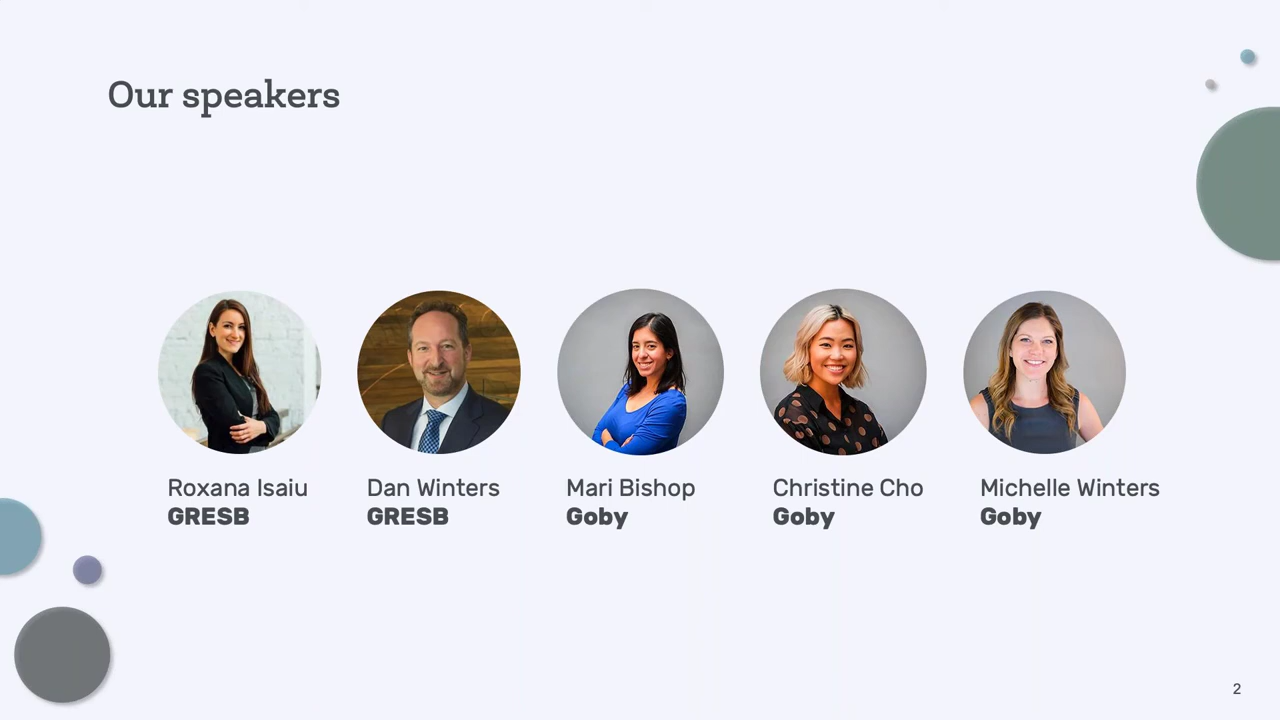 Our speakers
Roxana Isaiu
GRESB
Dan Winters
GRESB
Mari Bishop
Goby
Christine Cho
Goby
Michelle Winters
Goby
2